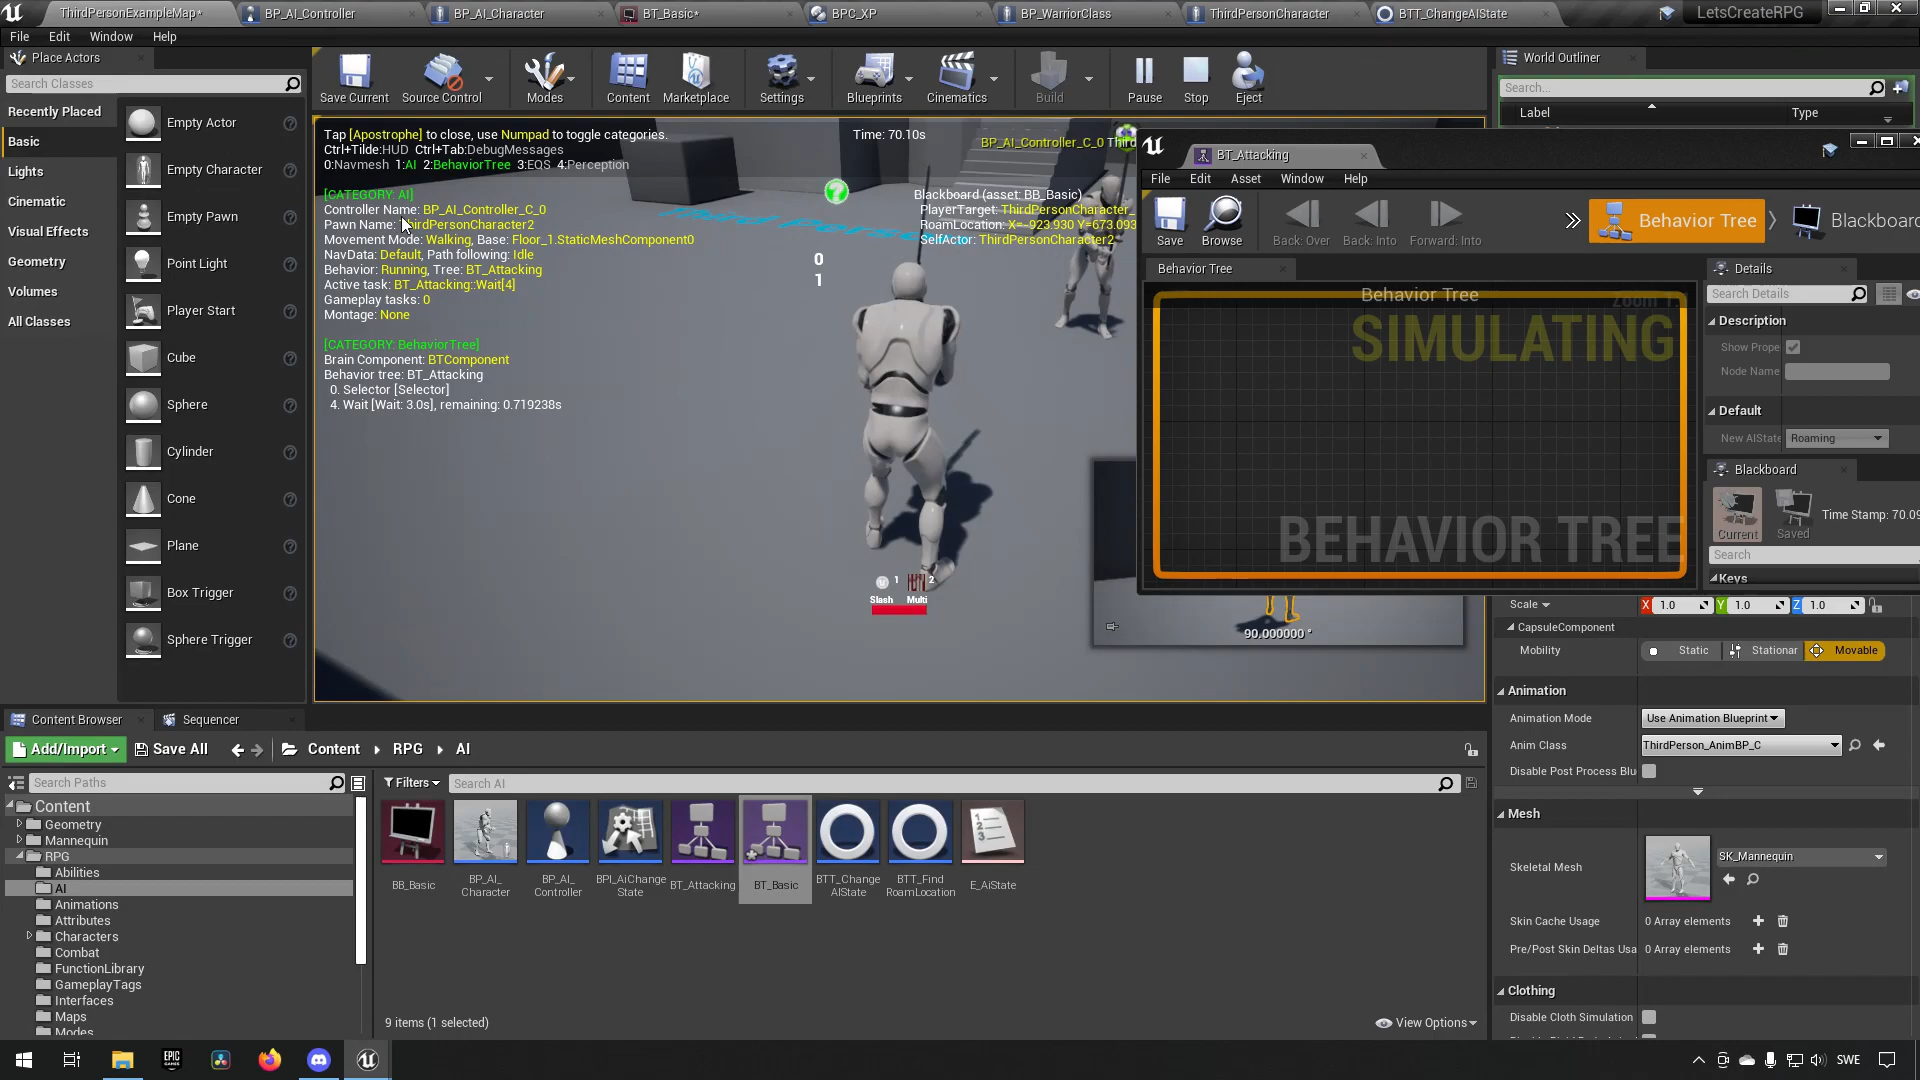 ThirdPersonExampleMap*
BP_AI_Controller
BP_AI_Character
BT_Basic*
BPC_XP
BP_WarriorClass
ThirdPersonCharacter
BTT_ChangeAIState
LetsCreateRPG
File Edit Window Help
Place Actors
Search Classes
Recently Placed
Basic
Lights
Cinematic
Visual Effects
Geometry
Volumes
All Classes
Empty Actor
Empty Character
Empty Pawn
Point Light
Player Start
Cube
Sphere
Cylinder
Cone
Plane
Box Trigger
Sphere Trigger
Save Current
Source Control
Modes
Content
Marketplace
Settings
Blueprints
Cinematics
Build
Pause
Stop
Eject
Tap [Apostrophe] to close, use Numpad to toggle categories.
Ctrl+Tilde:HUD Ctrl+Tab:DebugMessages
0:Navmesh 1:AI 2:BehaviorTree 3:EQS 4:Perception
Time: 70.10s
BP_AI_Controller_C_0 Third
[CATEGORY: AI]
Controller Name: BP_AI_Controller_C_0
Pawn Name: ThirdPersonCharacter2
Movement Mode: Walking, Base: Floor_1.StaticMeshComponent0
NavData: Default, Path following: Idle
Behavior: Running, Tree: BT_Attacking
Active task: BT_Attacking::Wait[4]
Gameplay tasks: 0
Montage: None
[CATEGORY: BehaviorTree]
Brain Component: BTComponent
Behavior tree: BT_Attacking
0. Selector [Selector]
4. Wait [Wait: 3.0s], remaining: 0.719238s
Blackboard (asset: BB_Basic)
PlayerTarget: ThirdPersonCharacter_
RoamLocation: X=-923.930 Y=673.093
SelfActor: ThirdPersonCharacter2
0
1
1 2
Slash Multi
90.000000 °
World Outliner
Search...
Label Type
BT_Attacking
File Edit Asset Window Help
Save
Browse
Back: Over
Back: Into
Forward: Into
Behavior Tree
Blackboard
Behavior Tree
Behavior Tree
SIMULATING
BEHAVIOR TREE
Details
Search Details
Description
Show Prope
Node Name
Default
New AIState Roaming
Blackboard
Current
Saved
Time Stamp: 70.09
Search
Keys
Scale X 1.0 Y 1.0 Z 1.0
CapsuleComponent
Mobility Static Stationar Movable
Animation
Animation Mode Use Animation Blueprint
Anim Class ThirdPerson_AnimBP_C
Disable Post Process Blu
Mesh
Skeletal Mesh SK_Mannequin
Skin Cache Usage 0 Array elements
Pre/Post Skin Deltas Usa 0 Array elements
Clothing
Disable Cloth Simulation
Content Browser
Sequencer
Add/Import
Save All
Content RPG AI
Search Paths
Filters
Search AI
Content
Geometry
Mannequin
RPG
Abilities
AI
Animations
Attributes
Characters
Combat
FunctionLibrary
GameplayTags
Interfaces
Maps
Modes
BB_Basic
BP_AI_
Character
BP_AI_
Controller
BPI_AiChange
State
BT_Attacking
BT_Basic
BTT_Change
AIState
BTT_Find
RoamLocation
E_AiState
9 items (1 selected)
View Options
EPIC
GAMES
SWE